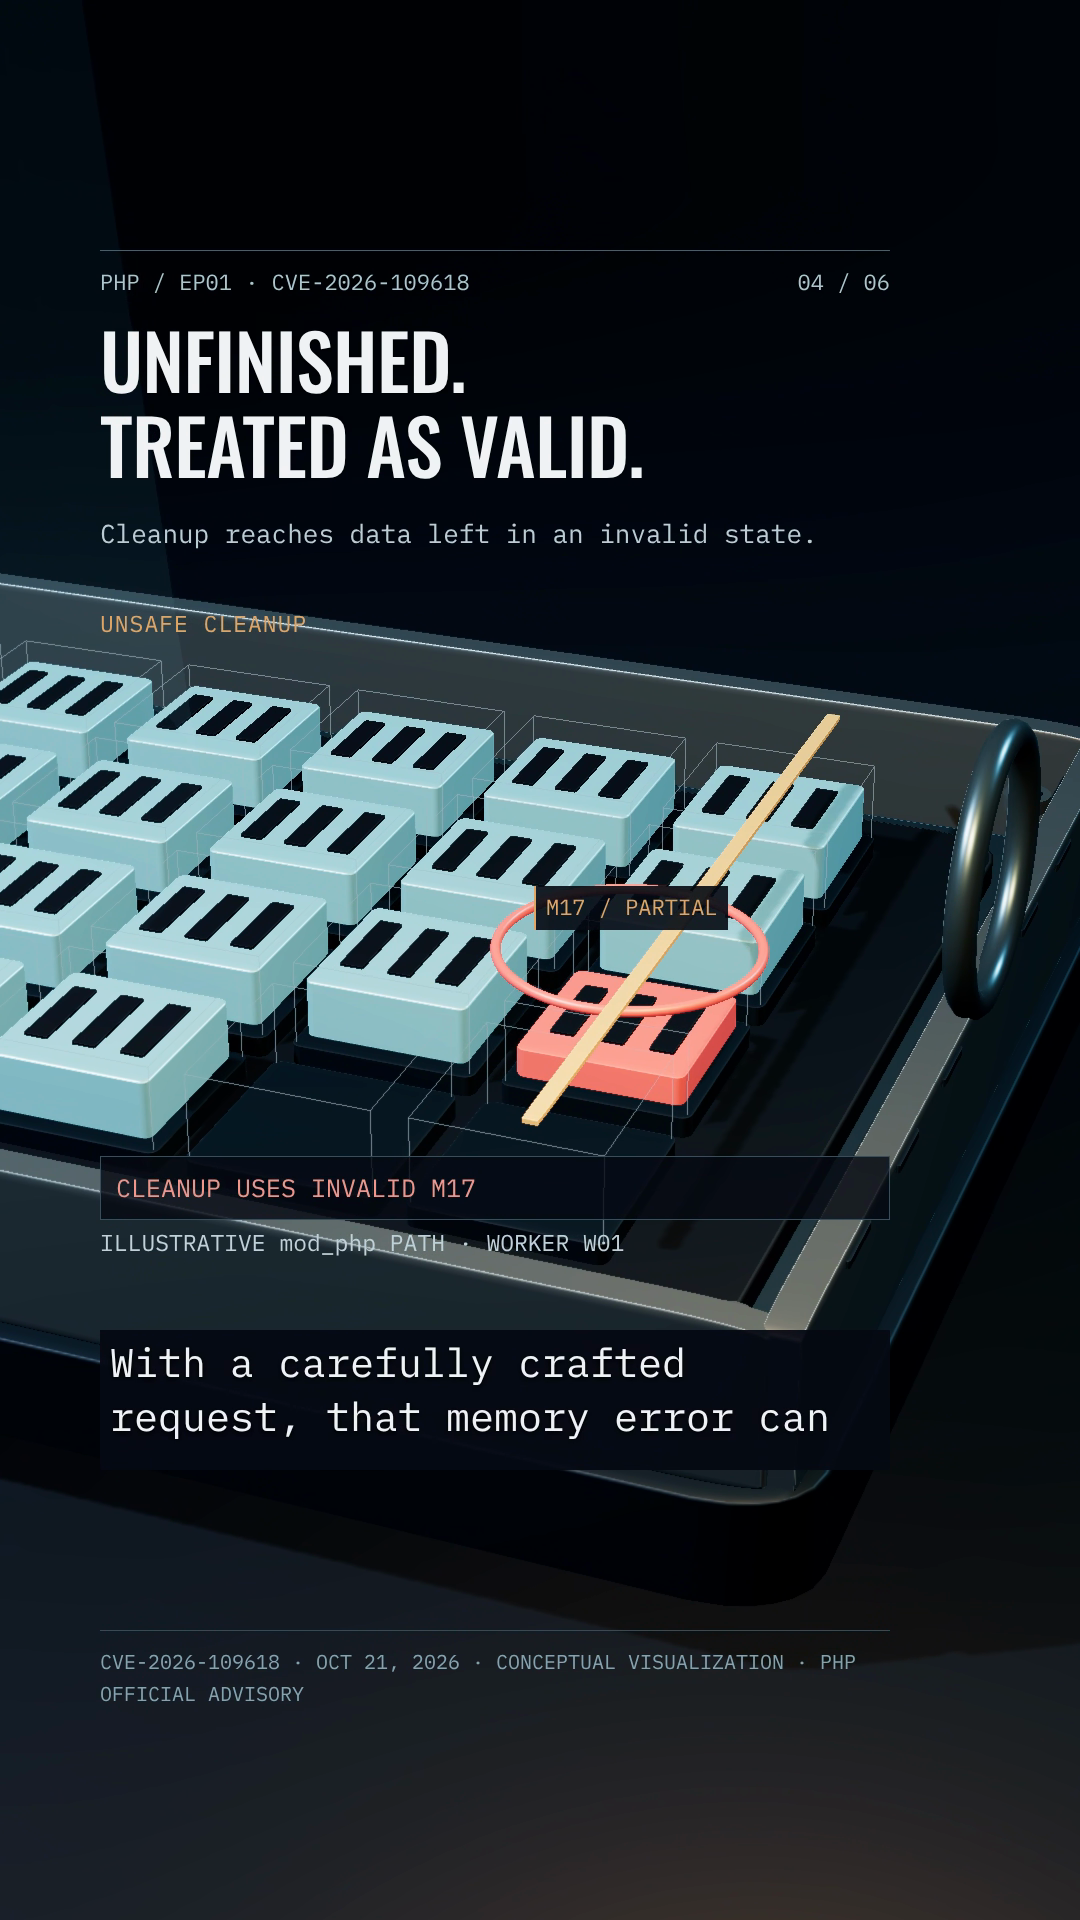 PHP / EP01 · CVE-2026-109618
04 / 06
UNFINISHED.
TREATED AS VALID.
Cleanup reaches data left in an invalid state.
UNSAFE CLEANUP
M17 / PARTIAL
CLEANUP USES INVALID M17
ILLUSTRATIVE mod_php PATH · WORKER W01
With a carefully crafted
request, that memory error can
CVE-2026-109618 · OCT 21, 2026 · CONCEPTUAL VISUALIZATION · PHP
OFFICIAL ADVISORY